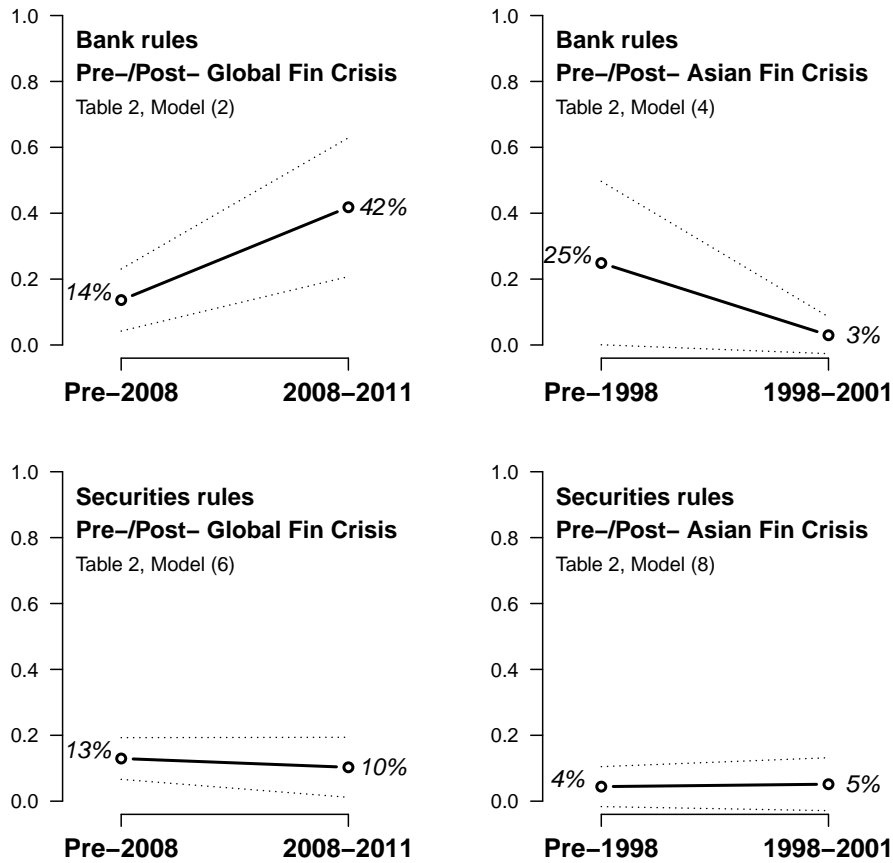 1.0
0.8
0.6
0.4
0.2
0.0
Bank rules
Pre−/Post− Global Fin Crisis
Table 2, Model (2)
14%
42%
Pre−2008 2008−2011
1.0
0.8
0.6
0.4
0.2
0.0
Bank rules
Pre−/Post− Asian Fin Crisis
Table 2, Model (4)
25%
3%
Pre−1998 1998−2001
1.0
0.8
0.6
0.4
0.2
0.0
Securities rules
Pre−/Post− Global Fin Crisis
Table 2, Model (6)
13%
10%
Pre−2008 2008−2011
1.0
0.8
0.6
0.4
0.2
0.0
Securities rules
Pre−/Post− Asian Fin Crisis
Table 2, Model (8)
4%
5%
Pre−1998 1998−2001